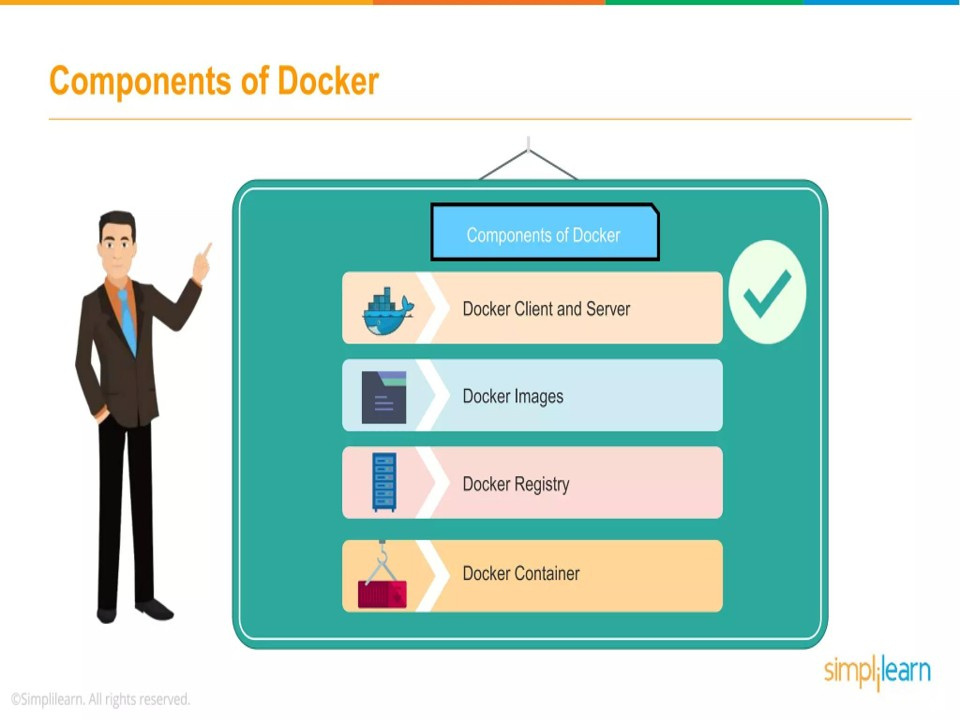 Components of Docker
Components of Docker
Docker Client and Server
Docker Images
Docker Registry
Docker Container
simplilearn
©Simplilearn. All rights reserved.